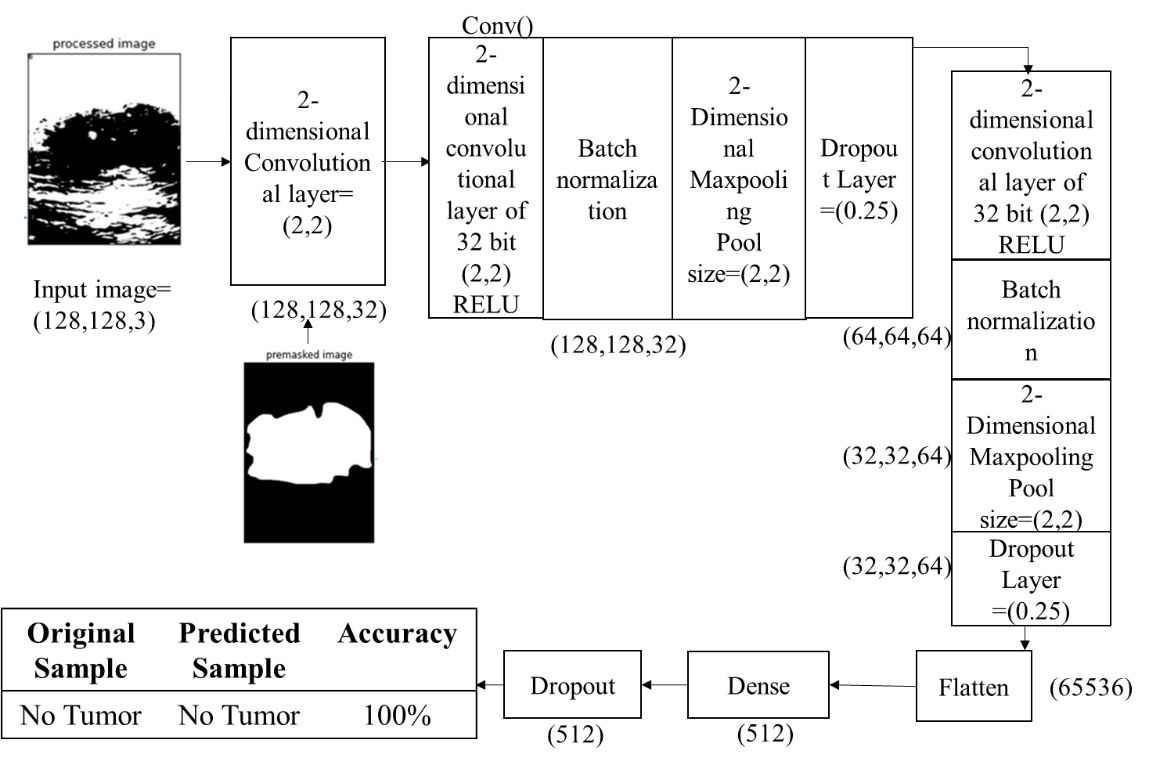 processed image
Input image=
(128,128,3)
2-
dimensional
Convolution
al layer=
(2,2)
(128,128,32)
premasked image
Conv()
2-
dimensi
onal
convolu
tional
layer of
32 bit
(2,2)
RELU
Batch
normaliza
tion
(128,128,32)
2-
Dimensio
nal
Maxpooli
ng
Pool
size=(2,2)
Dropou
t Layer
=(0.25)
(64,64,64)
2-
dimensional
convolution
al layer of
32 bit (2,2)
RELU
Batch
normalizatio
n
2-
Dimensional
Maxpooling
Pool
size=(2,2)
(32,32,64)
Dropout
Layer
=(0.25)
(32,32,64)
Flatten
(65536)
Dense
(512)
Dropout
(512)
Original Sample Predicted Sample Accuracy
No Tumor No Tumor 100%